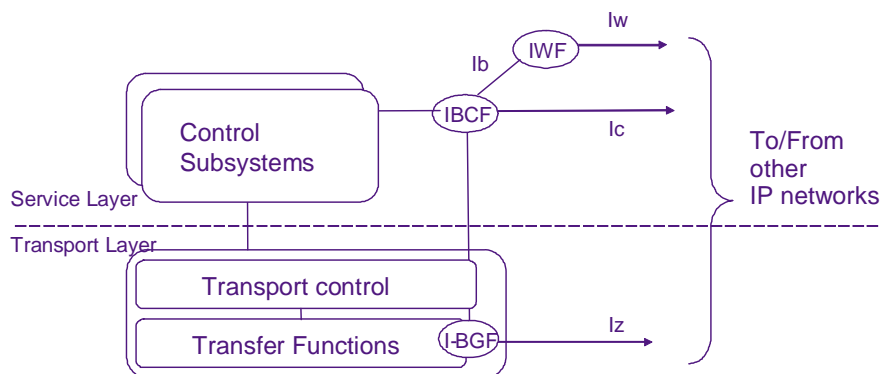 Iw
IWF
Ib
IBCF
Ic
Control
Subsystems
To/From
other
IP networks
Service Layer
Transport Layer
Transport control
Iz
I-BGF
Transfer Functions